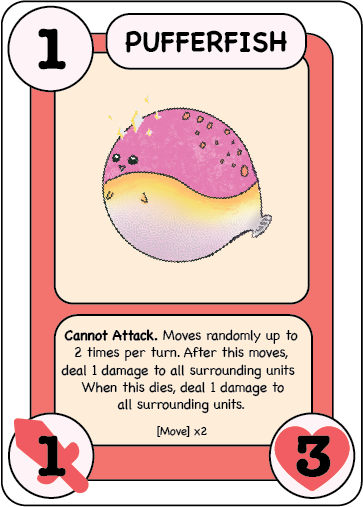 1
PUFFERFISH
Cannot Attack. Moves randomly up to
2 times per turn. After this moves,
deal 1 damage to all surrounding units
When this dies, deal 1 damage to
all surrounding units.
[Move] x2
1
3